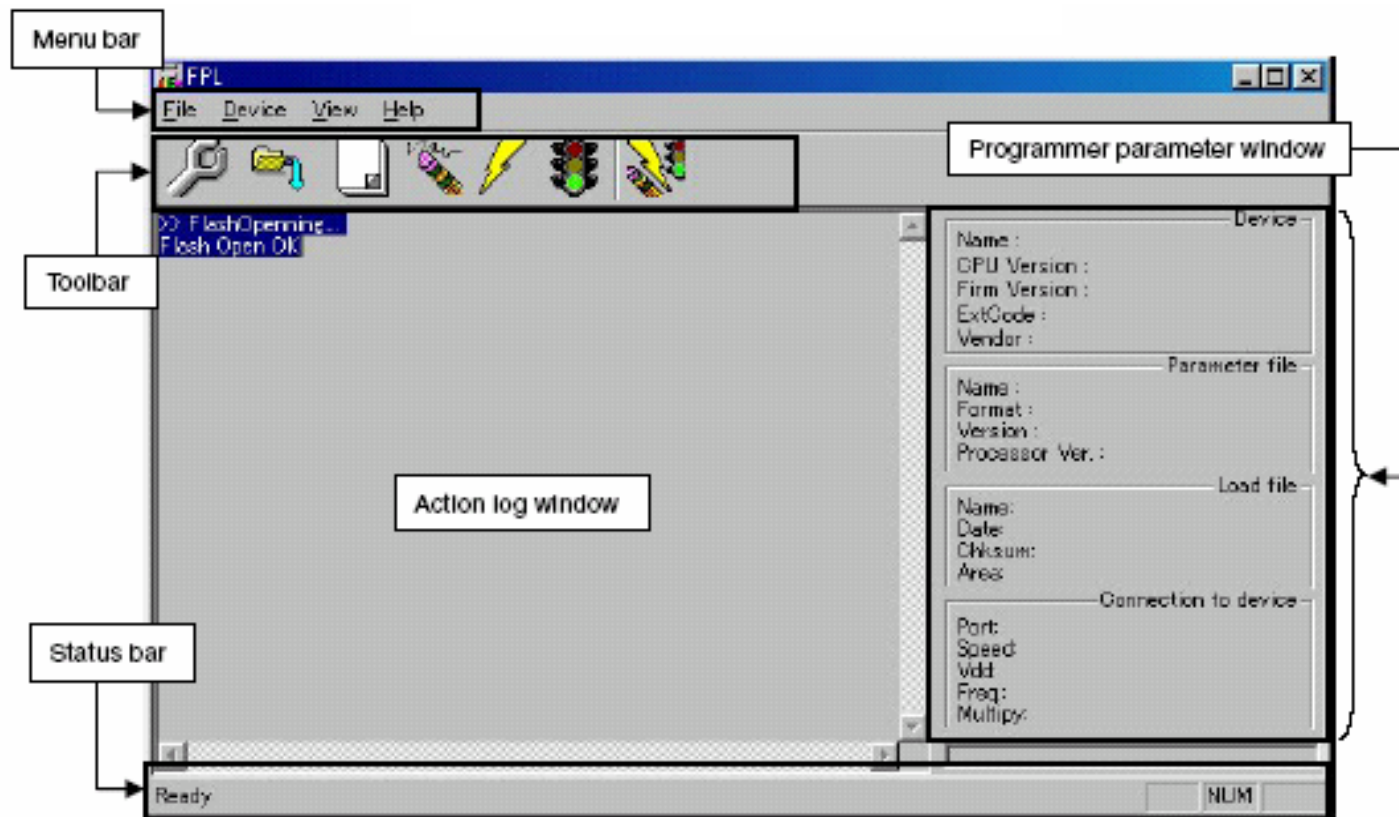 Menu bar
FPL
File Device View Help
Programmer parameter window
Toolbar
>> FlashOpenning...
Flash Open OK
Device
Name :
CPU Version :
Firm Version :
ExtCode :
Vendor :
Parameter file
Name :
Format :
Version :
Processor Ver. :
Action log window
Load file
Name:
Date:
Chksum:
Area:
Connection to device
Port:
Speed:
Vdd:
Freq :
Multipy:
Status bar
Ready NUM